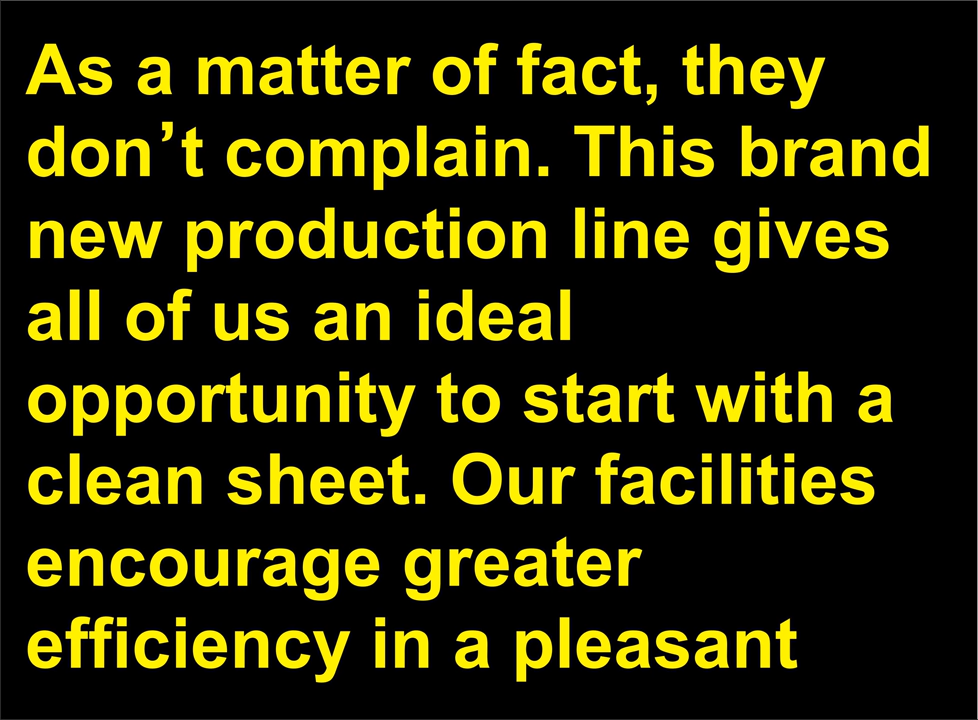 As a matter of fact, they
don’t complain. This brand
new production line gives
all of us an ideal
opportunity to start with a
clean sheet. Our facilities
encourage greater
efficiency in a pleasant